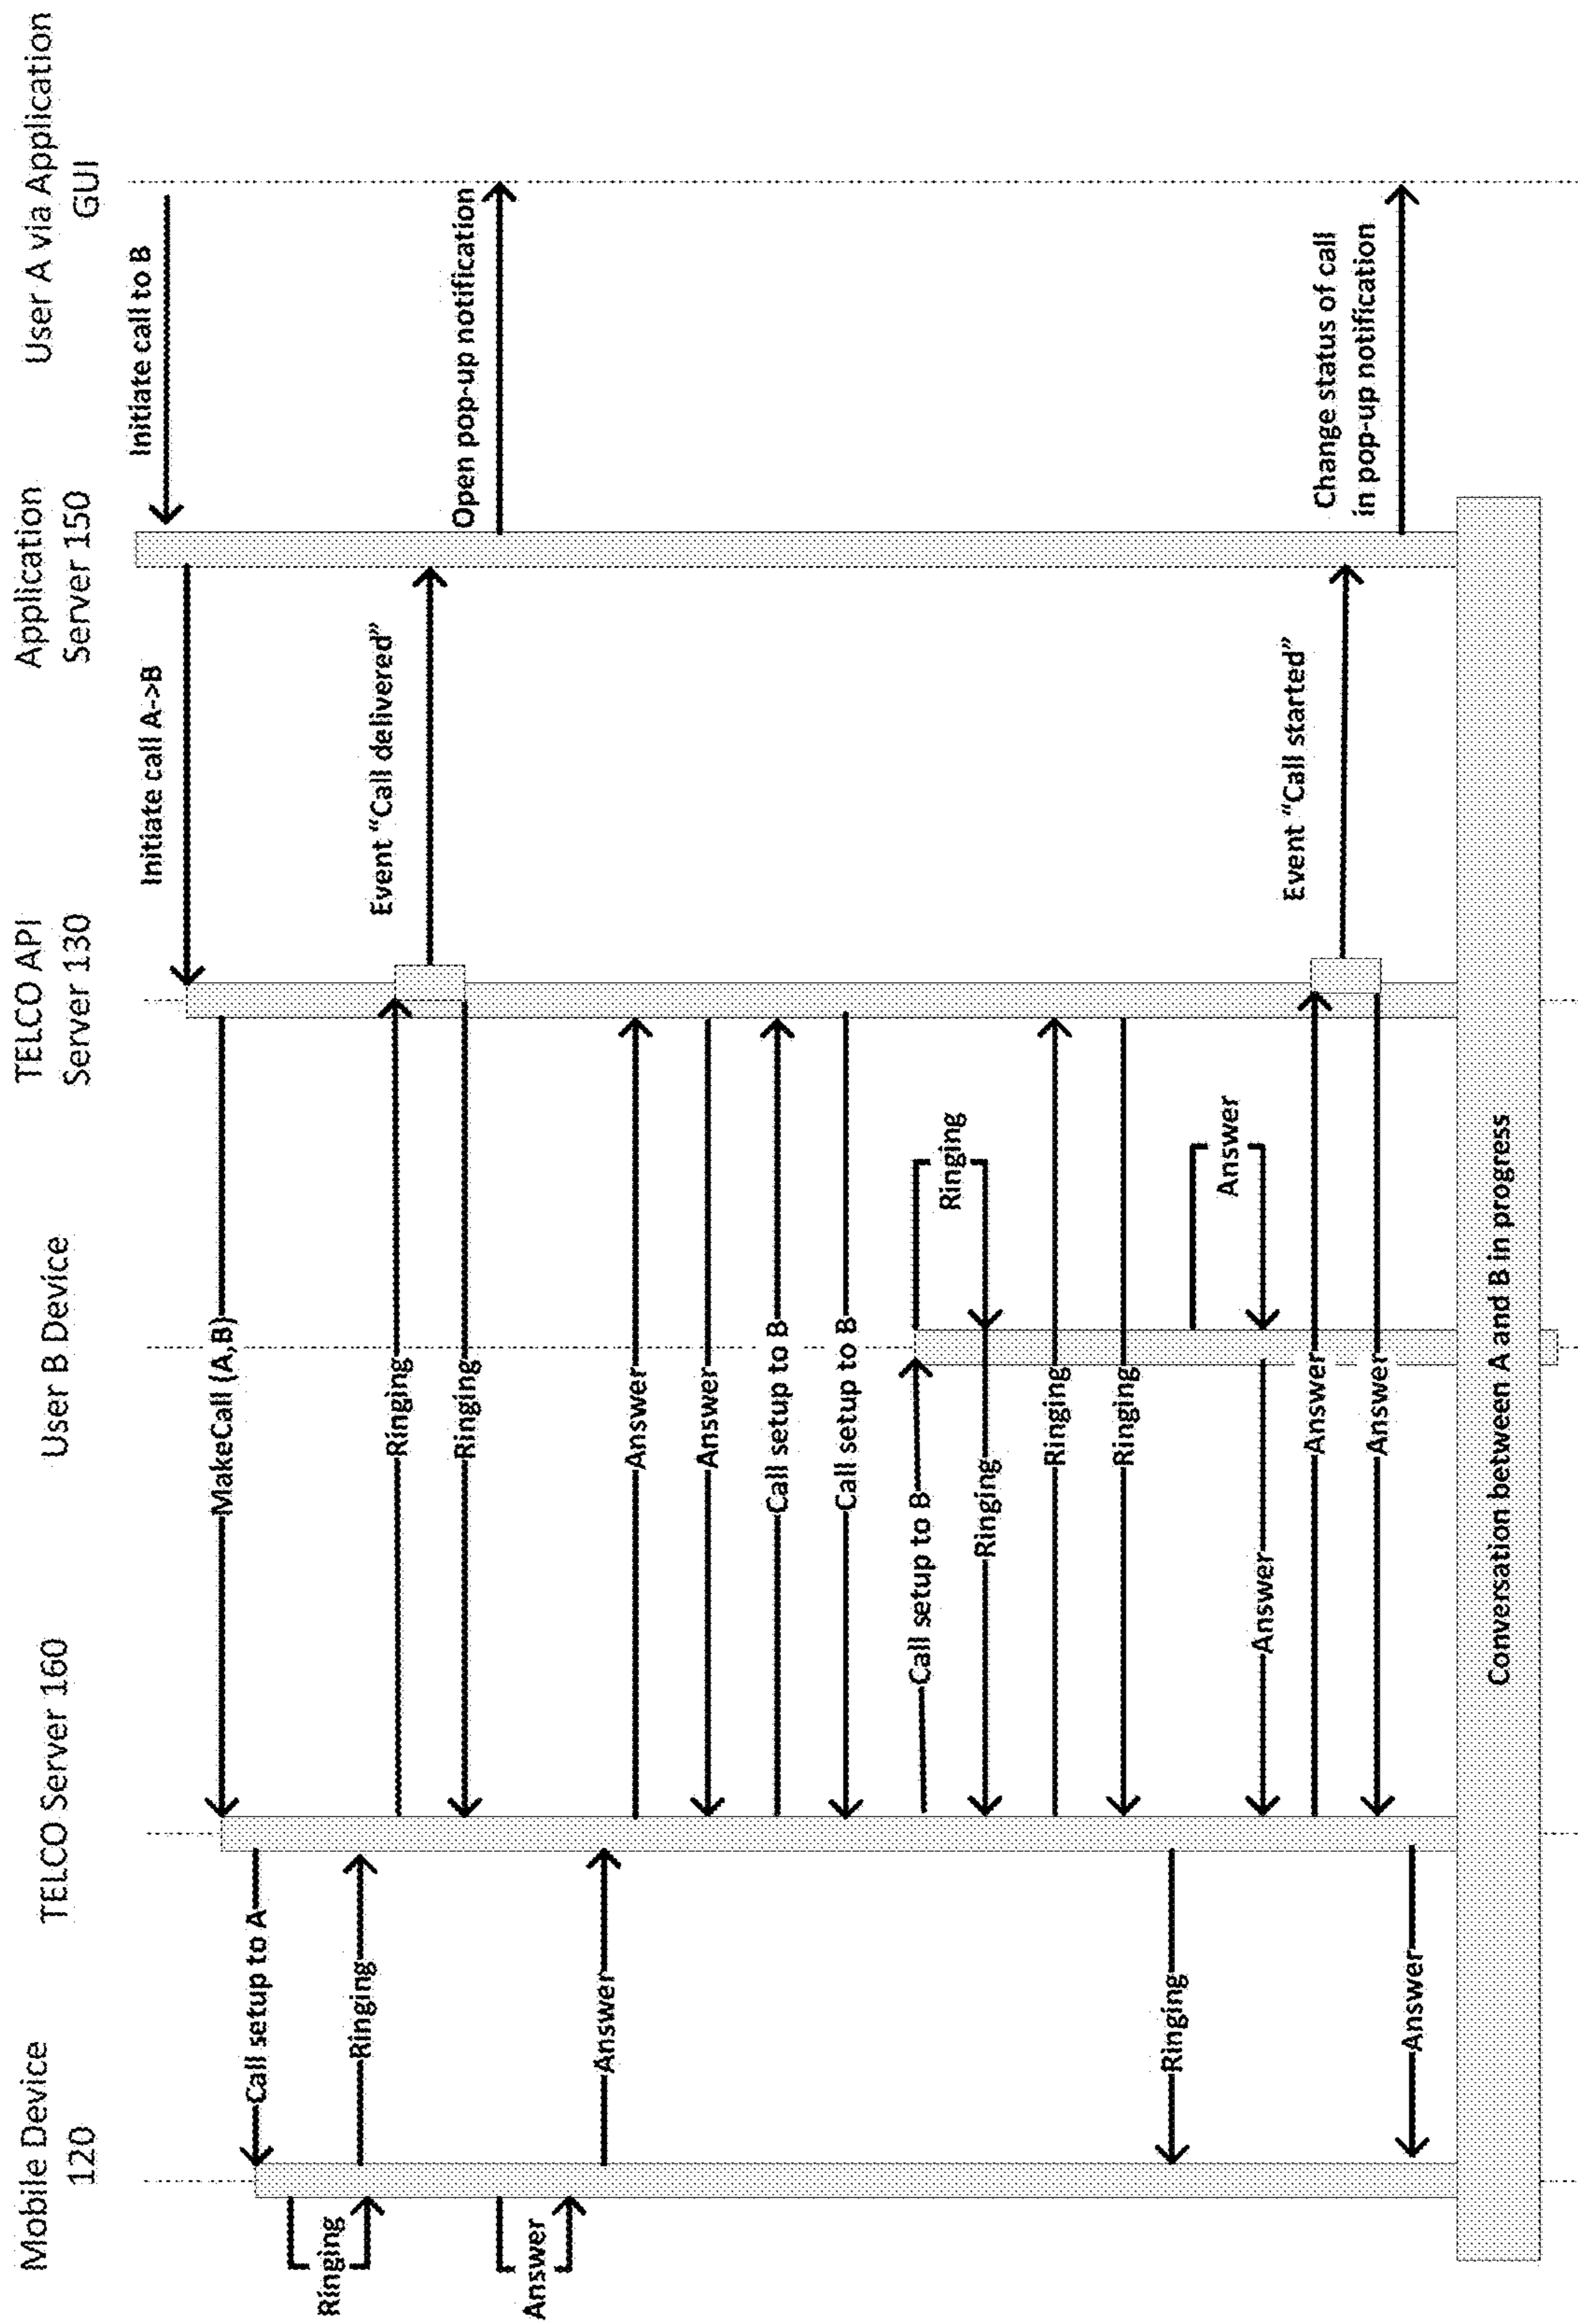 Mobile Device
120
TELCO Server 160
User B Device
TELCO API
Server 130
Application
Server 150
User A via Application
GUI
Initiate call to B
Initiate call A->B
MakeCall (A,B)
Call setup to A
Ringing
Ringing
Ringing
Event “Call delivered”
Ringing
Open pop-up notification
Answer
Answer
Answer
Answer
Call setup to B
Call setup to B
Call setup to B
Ringing
Ringing
Ringing
Ringing
Ringing
Answer
Answer
Answer
Event “Call started”
Answer
Change status of call
in pop-up notification
Answer
Conversation between A and B in progress